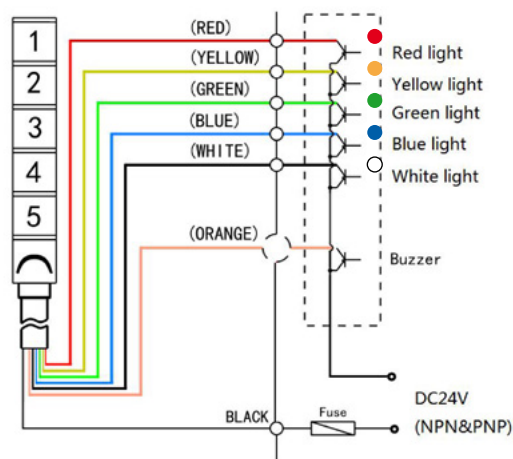 1
2
3
4
5
(RED)
(YELLOW)
(GREEN)
(BLUE)
(WHITE)
(ORANGE)
BLACK
Fuse
Red light
Yellow light
Green light
Blue light
White light
Buzzer
DC24V
(NPN&PNP)